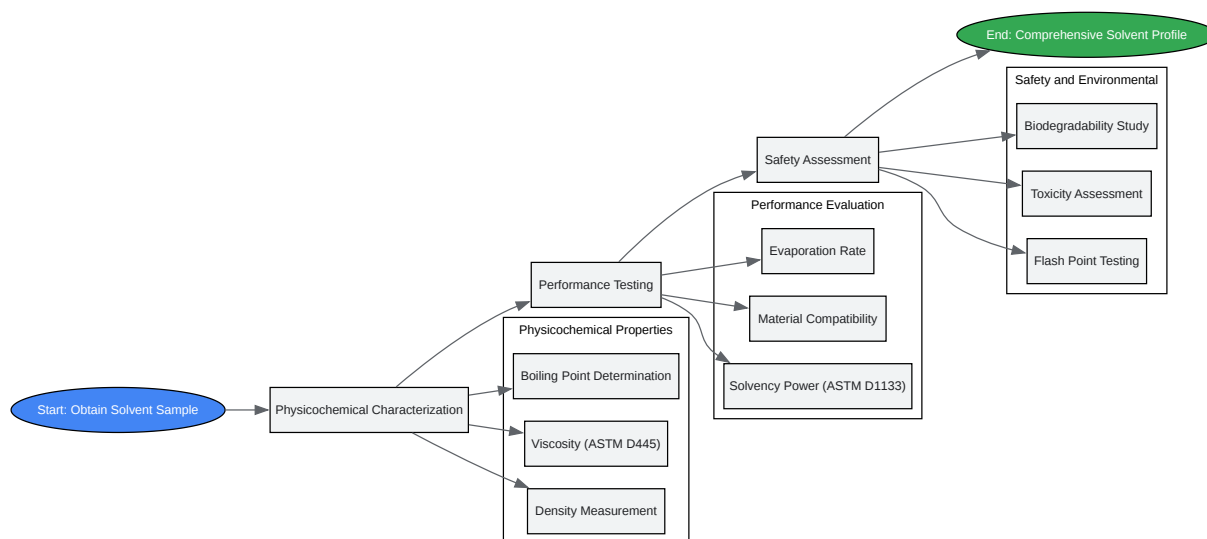 Start: Obtain Solvent Sample
Physicochemical Characterization
Physicochemical Properties
Boiling Point Determination
Viscosity (ASTM D445)
Density Measurement
Performance Testing
Performance Evaluation
Evaporation Rate
Material Compatibility
Solvency Power (ASTM D1133)
Safety Assessment
Safety and Environmental
Biodegradability Study
Toxicity Assessment
Flash Point Testing
End: Comprehensive Solvent Profile